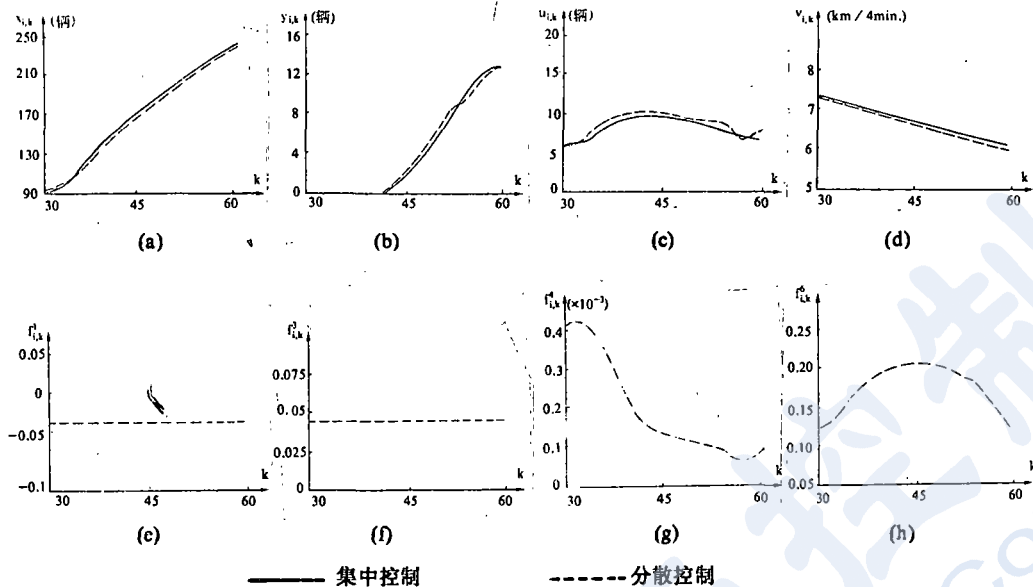 x_{i,k} (辆)
250
210
170
130
90
30
45
60
k
(a)
y_{i,k} (辆)
16
12
8
4
0
30
45
60
k
(b)
u_{i,k} (辆)
20
15
10
5
0
30
45
60
k
(c)
v_{i,k} (km / 4min.)
8
7
6
5
30
45
60
k
(d)
f^1_{i,k}
0.05
0
-0.05
-0.1
30
45
60
k
(e)
f^3_{i,k}
0.1
0.075
0.05
0.025
0
30
45
60
k
(f)
f^4_{i,k} (×10^{-3})
0.4
0.3
0.2
0.1
0
30
45
60
k
(g)
f^6_{i,k}
0.25
0.20
0.15
0.10
0.05
30
45
60
k
(h)
集中控制
分散控制